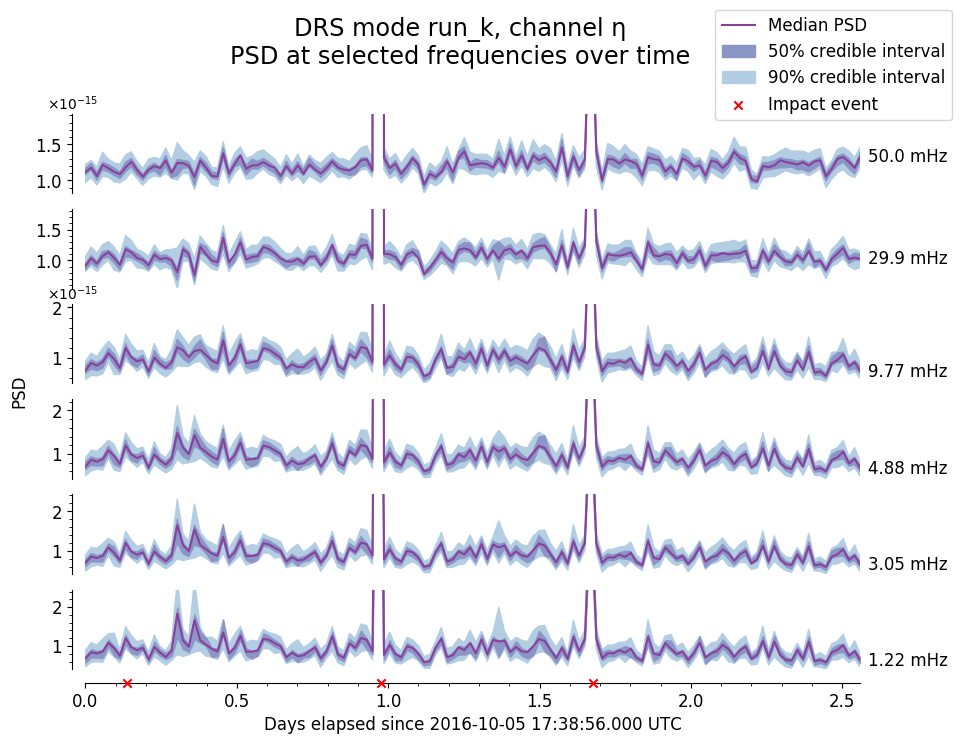 DRS mode run_k, channel η
PSD at selected frequencies over time
Median PSD
50% credible interval
90% credible interval
Impact event
×10⁻¹⁵
1.5
1.0
50.0 mHz
1.5
1.0
29.9 mHz
×10⁻¹⁵
2
1
9.77 mHz
PSD
2
1
4.88 mHz
2
1
3.05 mHz
2
1
1.22 mHz
0.0 0.5 1.0 1.5 2.0 2.5
Days elapsed since 2016-10-05 17:38:56.000 UTC